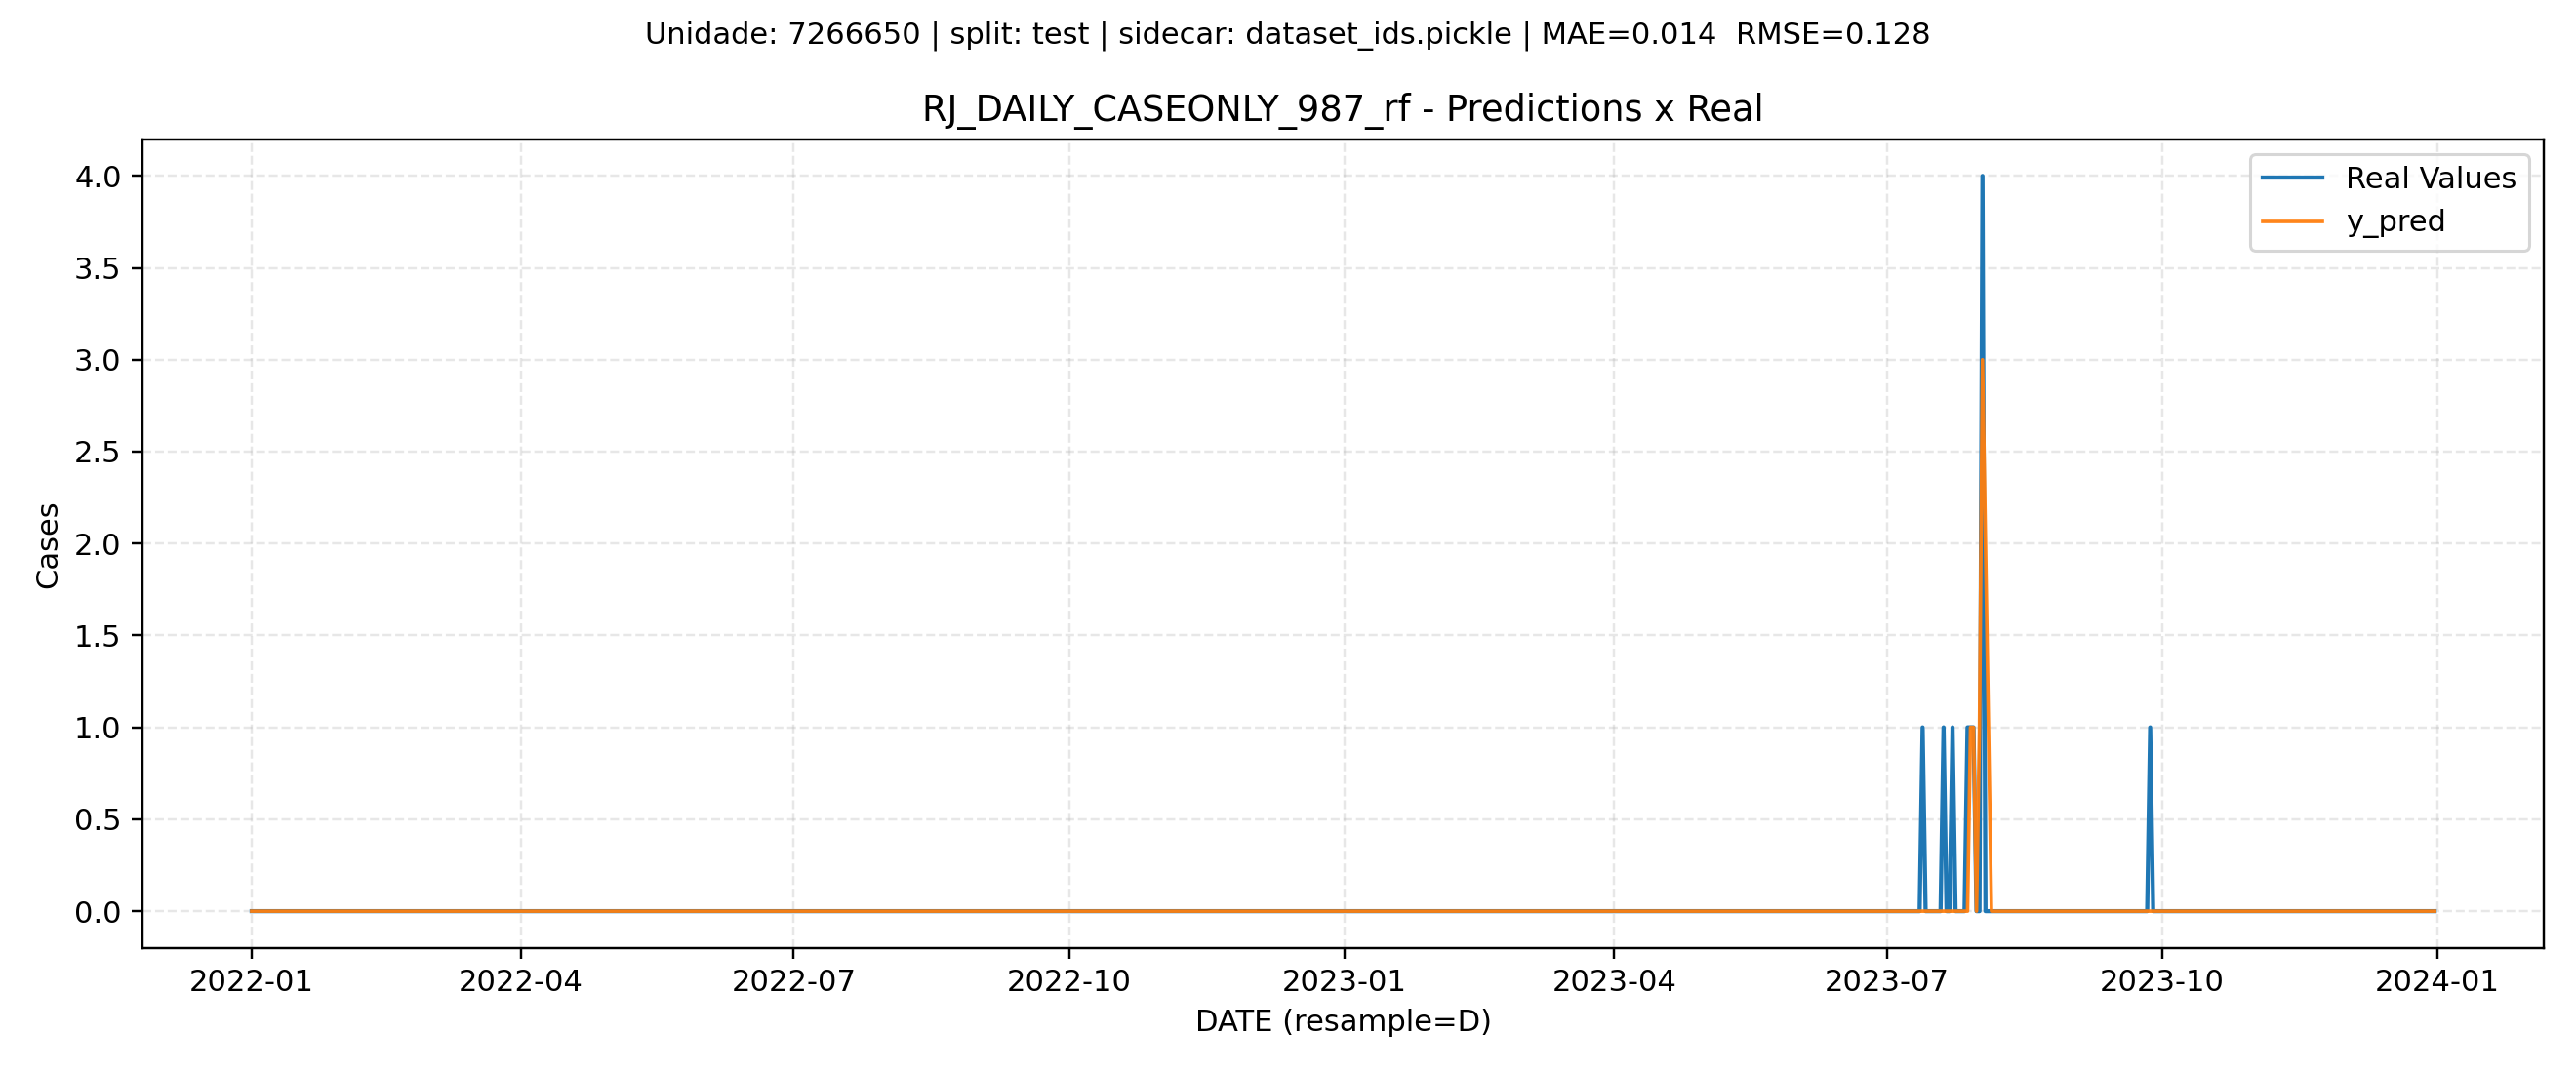 Unidade: 7266650 | split: test | sidecar: dataset_ids.pickle | MAE=0.014  RMSE=0.128
RJ_DAILY_CASEONLY_987_rf - Predictions x Real
Real Values
y_pred
4.0
3.5
3.0
2.5
2.0
1.5
1.0
0.5
0.0
Cases
2022-01 2022-04 2022-07 2022-10 2023-01 2023-04 2023-07 2023-10 2024-01
DATE (resample=D)